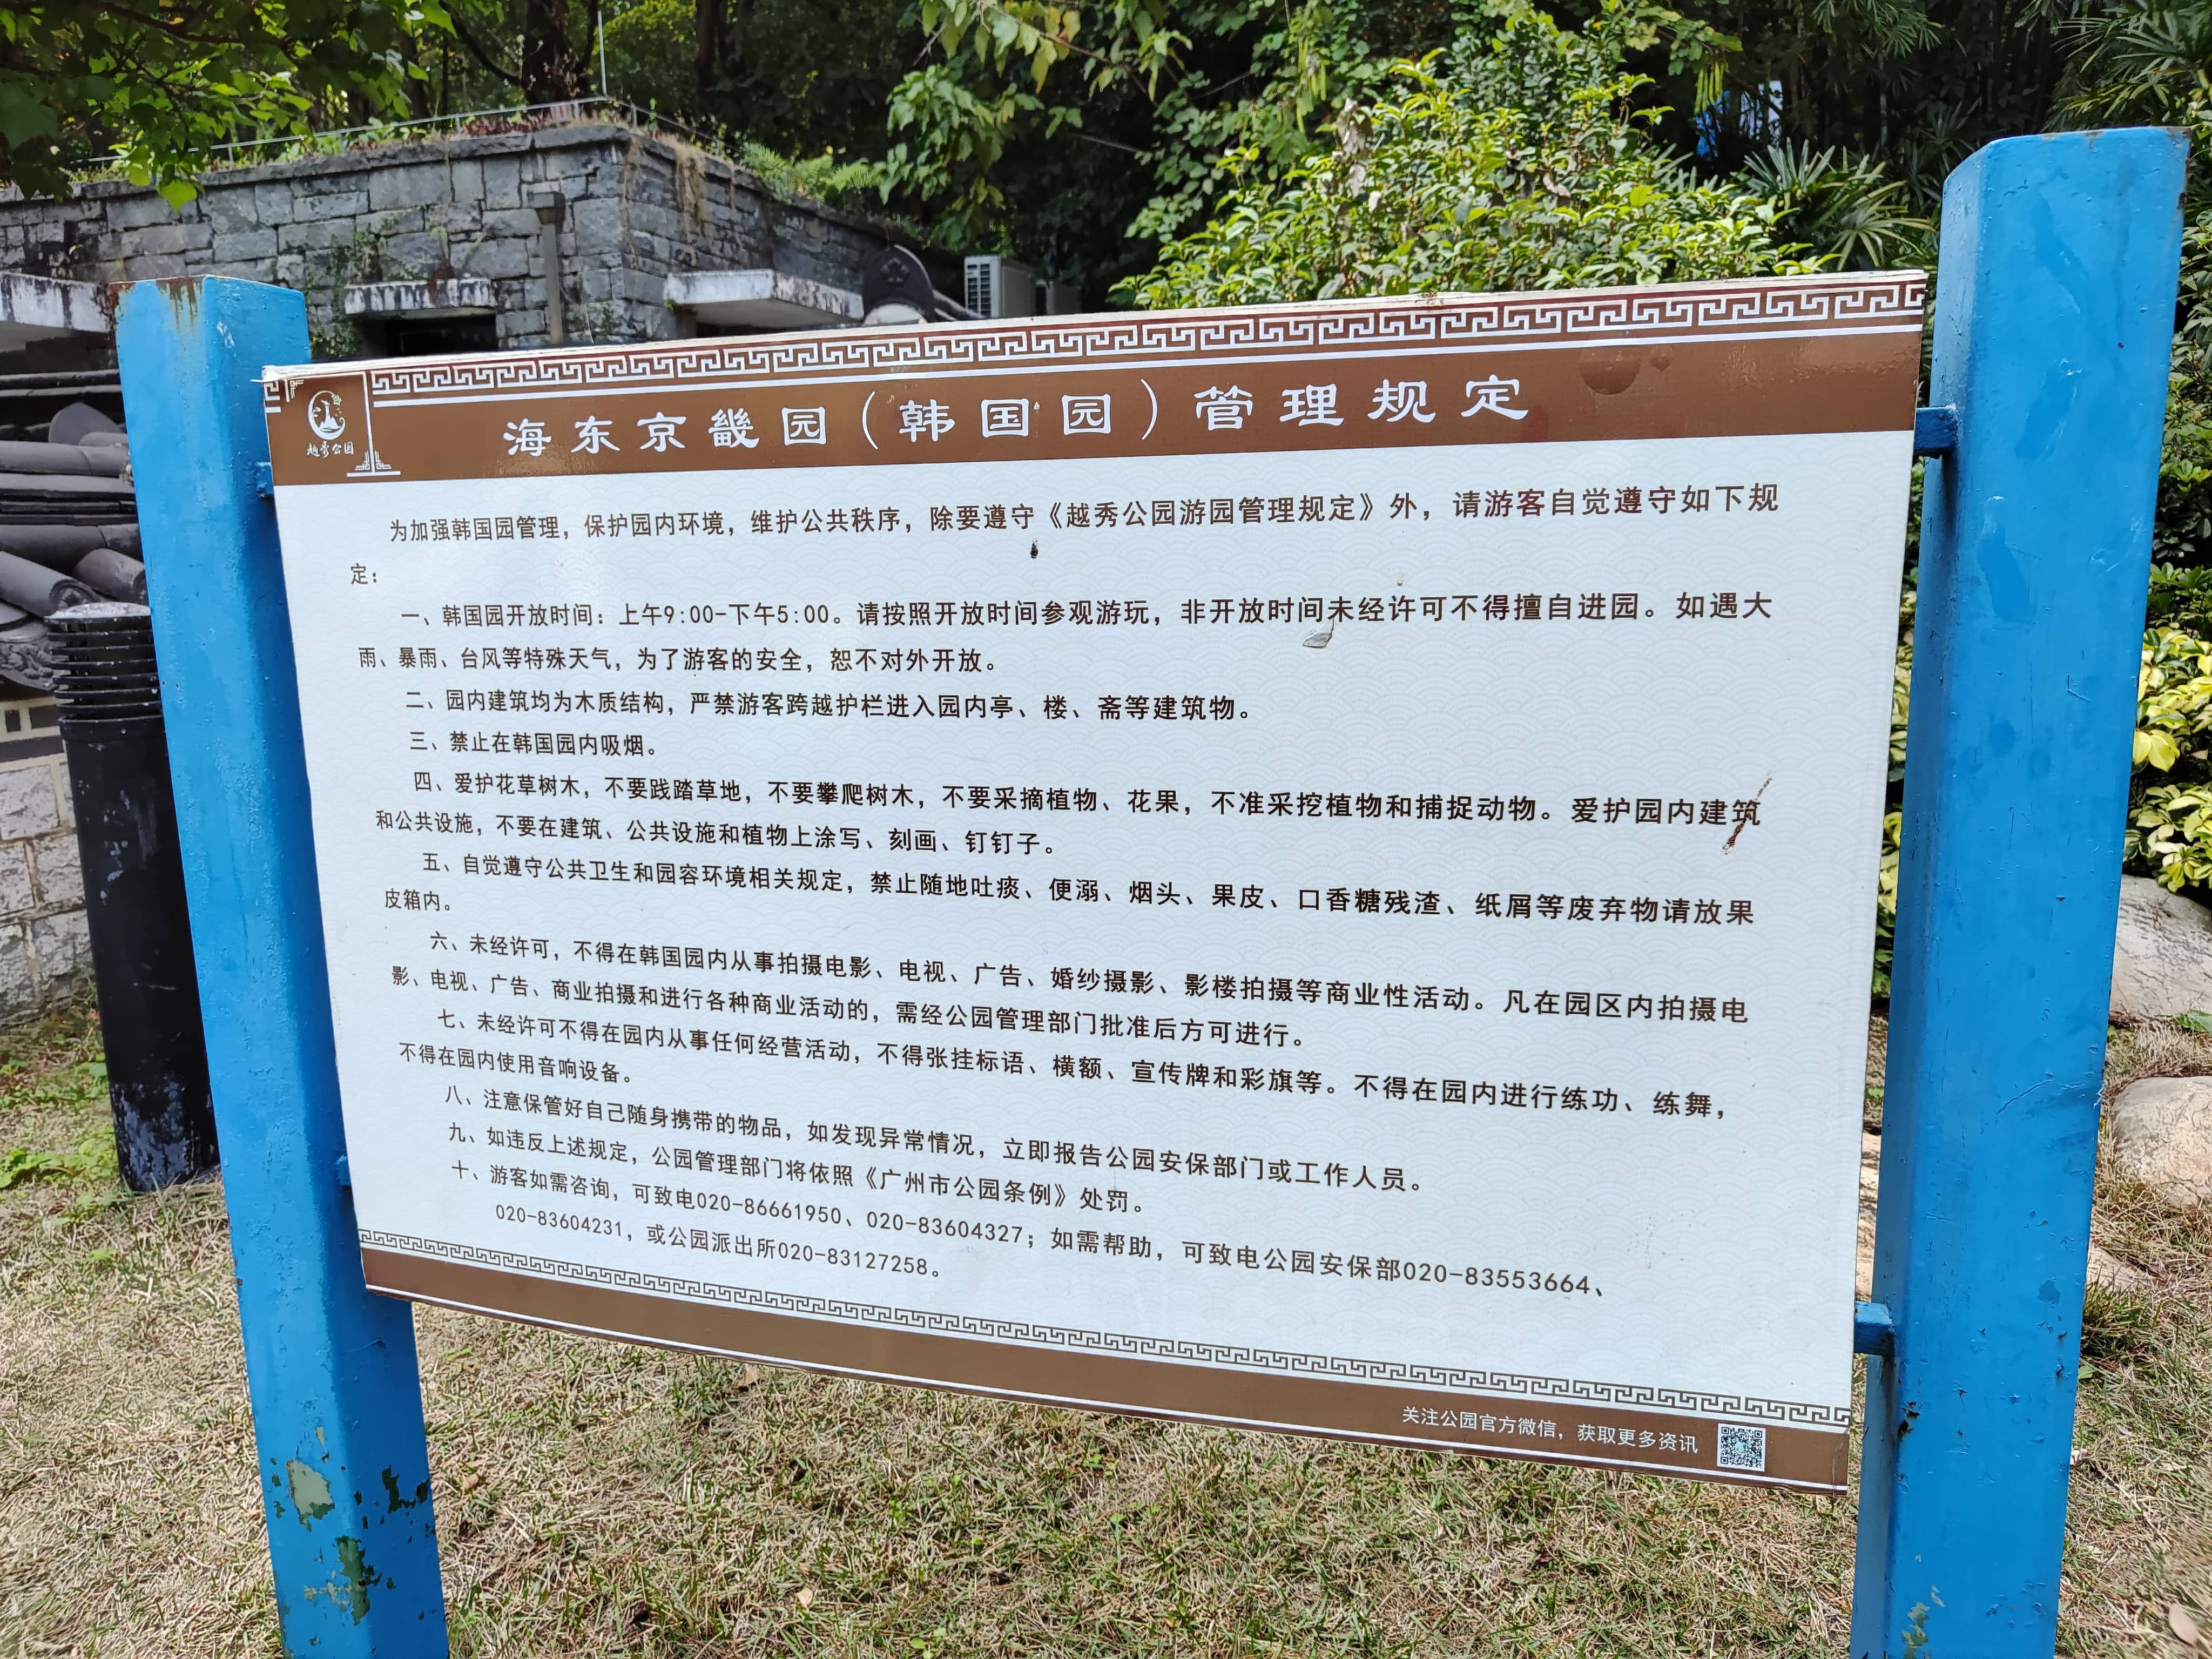 海东京畿园（韩国园）管理规定
越秀公园
为加强韩国园管理，保护园内环境，维护公共秩序，除要遵守《越秀公园游园管理规定》外，请游客自觉遵守如下规
定：
一、韩国园开放时间：上午9:00-下午5:00。请按照开放时间参观游玩，非开放时间未经许可不得擅自进园。如遇大
雨、暴雨、台风等特殊天气，为了游客的安全，恕不对外开放。
二、园内建筑均为木质结构，严禁游客跨越护栏进入园内亭、楼、斋等建筑物。
三、禁止在韩国园内吸烟。
四、爱护花草树木，不要践踏草地，不要攀爬树木，不要采摘植物、花果，不准采挖植物和捕捉动物。爱护园内建筑
和公共设施，不要在建筑、公共设施和植物上涂写、刻画、钉钉子。
五、自觉遵守公共卫生和园容环境相关规定，禁止随地吐痰、便溺、烟头、果皮、口香糖残渣、纸屑等废弃物请放果
皮箱内。
六、未经许可，不得在韩国园内从事拍摄电影、电视、广告、婚纱摄影、影楼拍摄等商业性活动。凡在园区内拍摄电
影、电视、广告、商业拍摄和进行各种商业活动的，需经公园管理部门批准后方可进行。
七、未经许可不得在园内从事任何经营活动，不得张挂标语、横额、宣传牌和彩旗等。不得在园内进行练功、练舞，
不得在园内使用音响设备。
八、注意保管好自己随身携带的物品，如发现异常情况，立即报告公园安保部门或工作人员。
九、如违反上述规定，公园管理部门将依照《广州市公园条例》处罚。
十、游客如需咨询，可致电020-86661950、020-83604327；如需帮助，可致电公园安保部020-83553664、
020-83604231，或公园派出所020-83127258。
关注公园官方微信，获取更多资讯